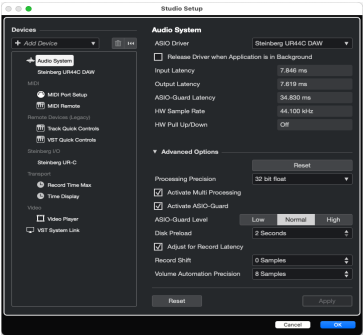 Studio Setup
Devices
+ Add Device
Audio System
Steinberg UR44C DAW
MIDI
MIDI Port Setup
MIDI Remote
Remote Devices (Legacy)
Track Quick Controls
VST Quick Controls
Steinberg I/O
Steinberg UR-C
Transport
Record Time Max
Time Display
Video
Video Player
VST System Link
Audio System
ASIO Driver Steinberg UR44C DAW
Release Driver when Application is in Background
Input Latency 7.846 ms
Output Latency 7.619 ms
ASIO-Guard Latency 34.830 ms
HW Sample Rate 44.100 kHz
HW Pull Up/Down Off
Advanced Options
Reset
Processing Precision 32 bit float
Activate Multi Processing
Activate ASIO-Guard
ASIO-Guard Level Low Normal High
Disk Preload 2 Seconds
Adjust for Record Latency
Record Shift 0 Samples
Volume Automation Precision 8 Samples
Reset Apply
Cancel OK